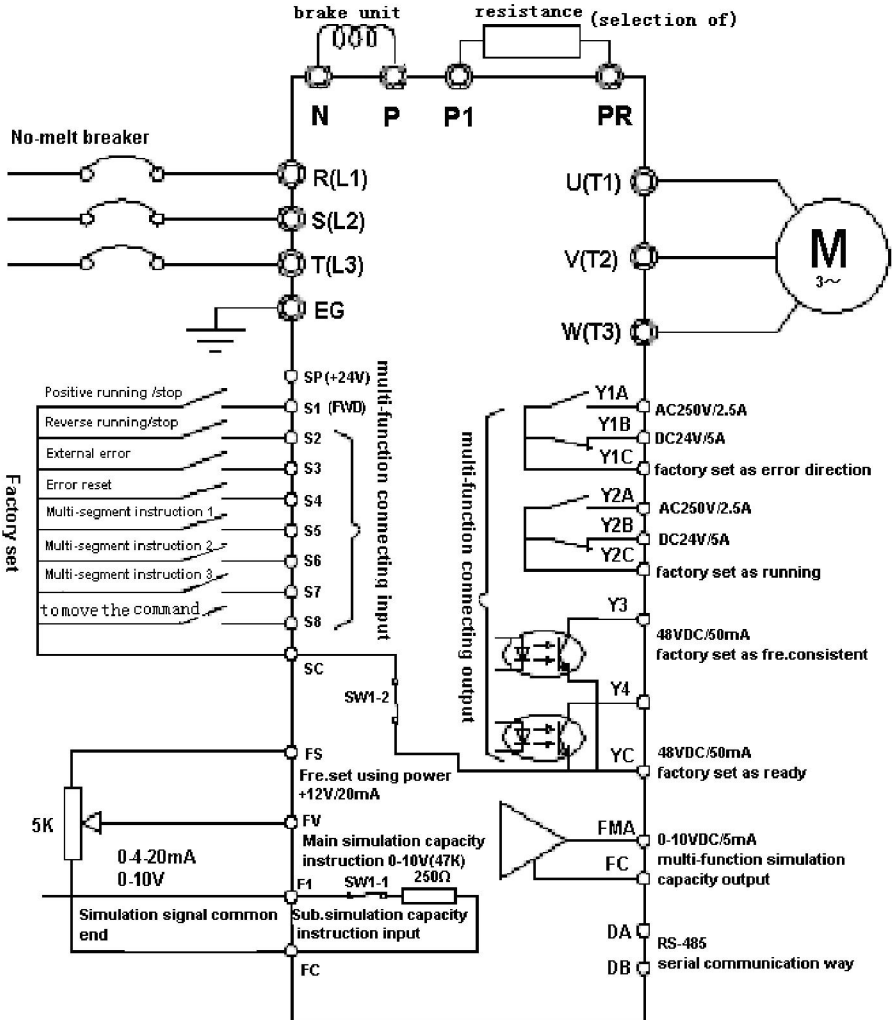 brake unit
resistance (selection of)
N P P1 PR
No-melt breaker
R(L1)
S(L2)
T(L3)
EG
U(T1)
V(T2)
W(T3)
M
3~
SP(+24V)
Positive running /stop
S1 (FWD)
Reverse running/stop
S2
External error
S3
Error reset
S4
Multi-segment instruction 1
S5
Multi-segment instruction 2
S6
Multi-segment instruction 3
S7
to move the command
S8
SC
Factory set
multi-function connecting input
SW1-2
multi-function connecting output
Y1A
AC250V/2.5A
Y1B
DC24V/5A
Y1C
factory set as error direction
Y2A
AC250V/2.5A
Y2B
DC24V/5A
Y2C
factory set as running
Y3
48VDC/50mA
factory set as fre.consistent
Y4
YC
48VDC/50mA
factory set as ready
FS
Fre.set using power
+12V/20mA
5K
FV
Main simulation capacity
instruction 0-10V(47K)
0-4-20mA
0-10V
F1
SW1-1
250Ω
Simulation signal common
end
Sub.simulation capacity
instruction input
FC
FMA
0-10VDC/5mA
FC
multi-function simulation
capacity output
DA
RS-485
DB
serial communication way